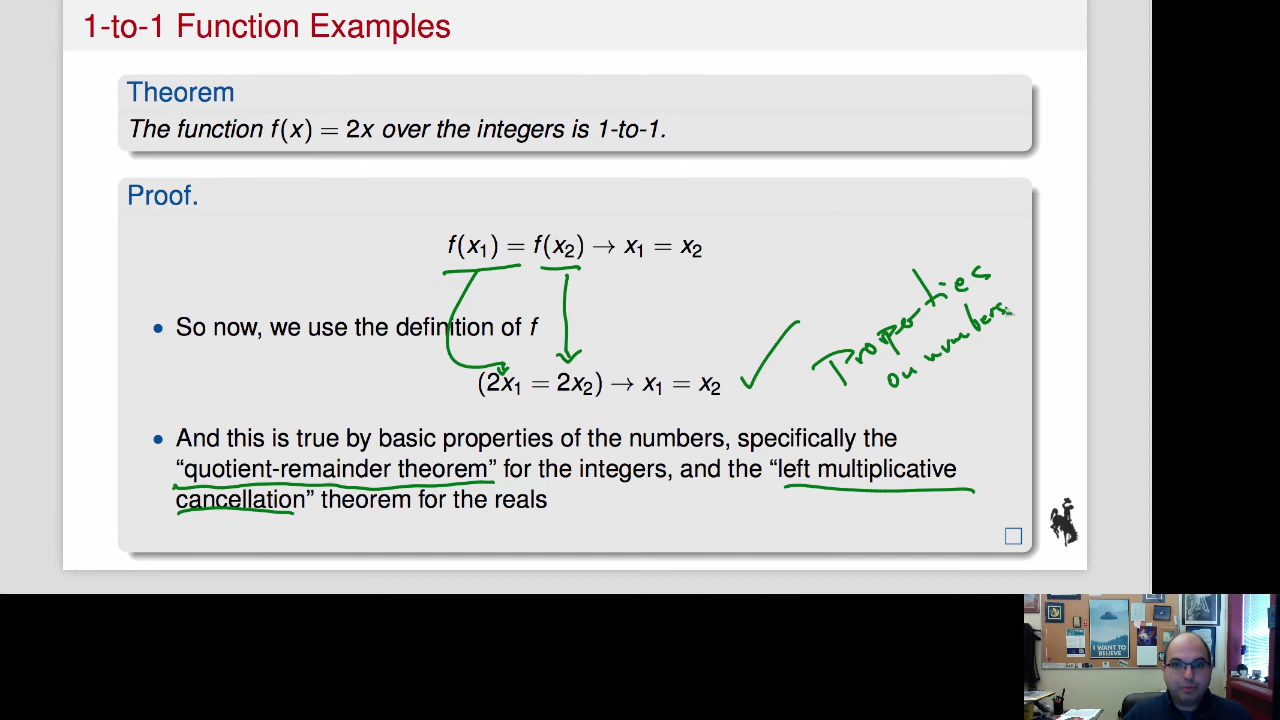 1-to-1 Function Examples
Theorem
The function f(x) = 2x over the integers is 1-to-1.
Proof.
f(x₁) = f(x₂) → x₁ = x₂
• So now, we use the definition of f
(2x₁ = 2x₂) → x₁ = x₂
Properties
on numbers
• And this is true by basic properties of the numbers, specifically the
“quotient-remainder theorem” for the integers, and the “left multiplicative
cancellation” theorem for the reals
I WANT TO
BELIEVE